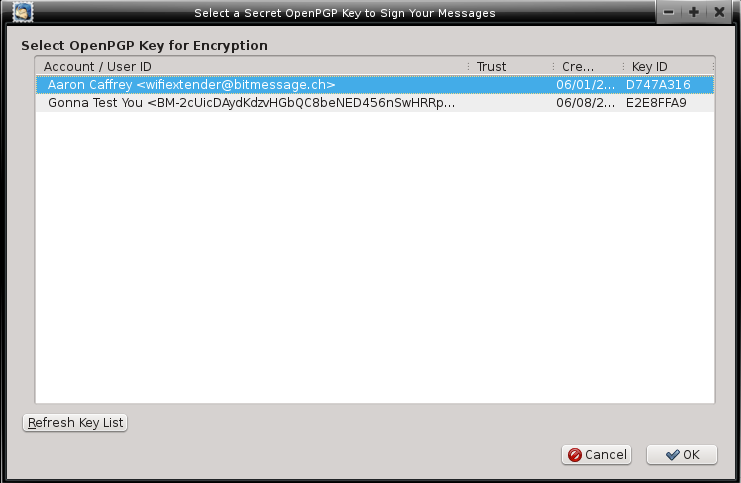 Select a Secret OpenPGP Key to Sign Your Messages
Select OpenPGP Key for Encryption
Account / User ID Trust Cre... Key ID
Aaron Caffrey <wifiextender@bitmessage.ch> 06/01/2... D747A316
Gonna Test You <BM-2cUicDAydKdzvHGbQC8beNED456nSwHRRp... 06/08/2... E2E8FFA9
Refresh Key List
Cancel OK